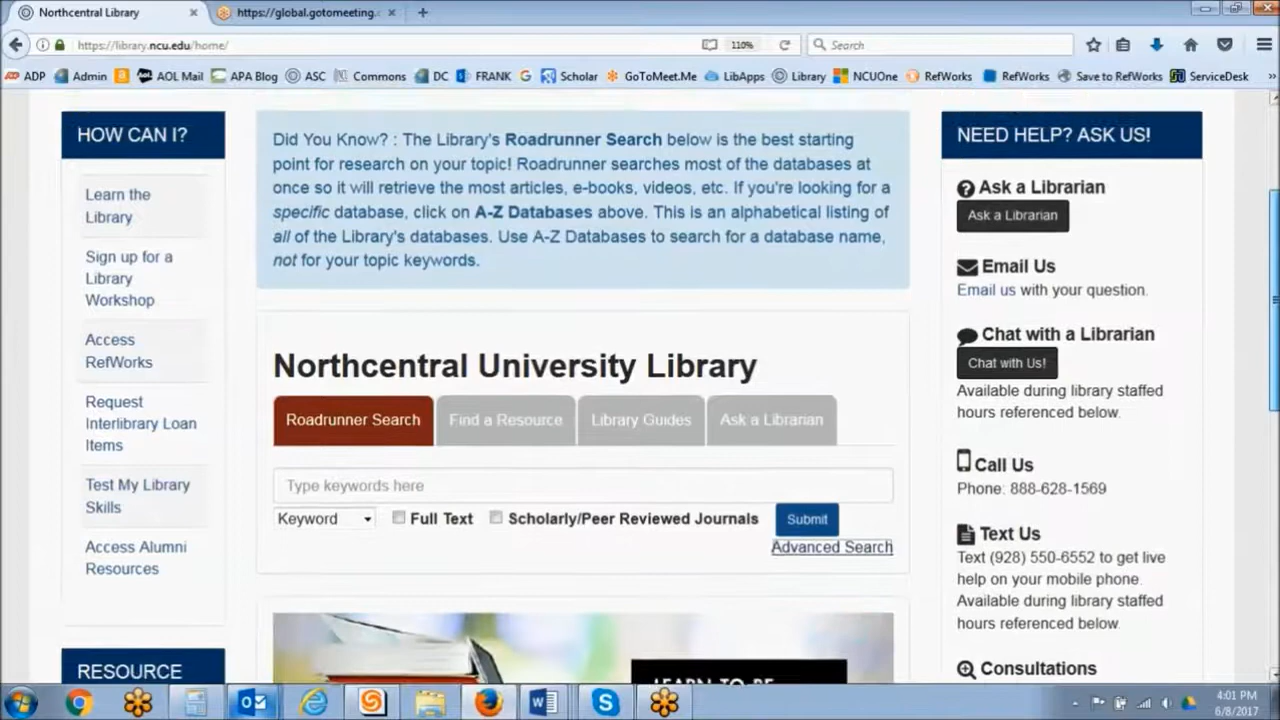 Northcentral Library
https://global.gotomeeting.c
https://library.ncu.edu/home/
110%
Search
ADP
Admin
AOL Mail
APA Blog
ASC
Commons
DC
FRANK
Scholar
GoToMeet.Me
LibApps
Library
NCUOne
RefWorks
RefWorks
Save to RefWorks
ServiceDesk
HOW CAN I?
Learn the
Library
Sign up for a
Library
Workshop
Access
RefWorks
Request
Interlibrary Loan
Items
Test My Library
Skills
Access Alumni
Resources
RESOURCE
Did You Know? : The Library's Roadrunner Search below is the best starting
point for research on your topic! Roadrunner searches most of the databases at
once so it will retrieve the most articles, e-books, videos, etc. If you're looking for a
specific database, click on A-Z Databases above. This is an alphabetical listing of
all of the Library's databases. Use A-Z Databases to search for a database name,
not for your topic keywords.
Northcentral University Library
Roadrunner Search
Find a Resource
Library Guides
Ask a Librarian
Type keywords here
Keyword
Full Text
Scholarly/Peer Reviewed Journals
Submit
Advanced Search
LEARN TO BE
NEED HELP? ASK US!
Ask a Librarian
Ask a Librarian
Email Us
Email us with your question.
Chat with a Librarian
Chat with Us!
Available during library staffed
hours referenced below.
Call Us
Phone: 888-628-1569
Text Us
Text (928) 550-6552 to get live
help on your mobile phone.
Available during library staffed
hours referenced below.
Consultations
4:01 PM
6/8/2017